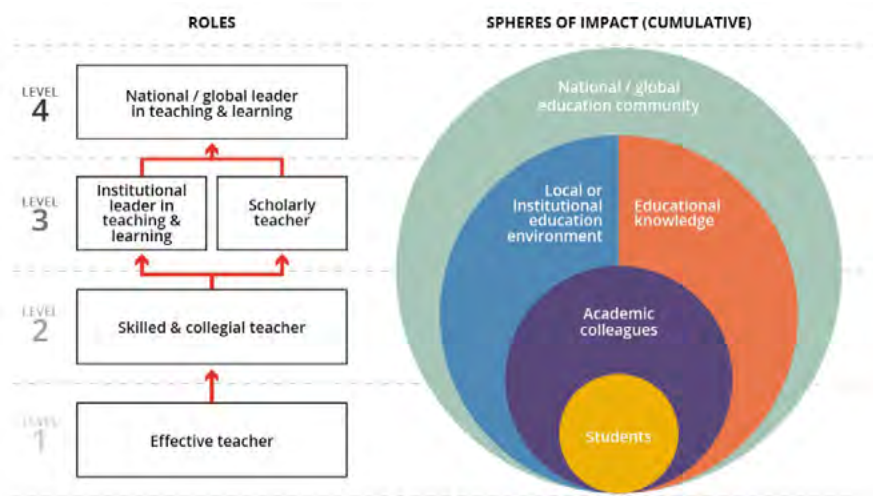 ROLES
SPHERES OF IMPACT (CUMULATIVE)
LEVEL
4
National / global leader
in teaching & learning
LEVEL
3
Institutional
leader in
teaching &
learning
Scholarly
teacher
LEVEL
2
Skilled & collegial teacher
LEVEL
1
Effective teacher
National / global
education community
Local or
Institutional
education
environment
Educational
knowledge
Academic
colleagues
Students